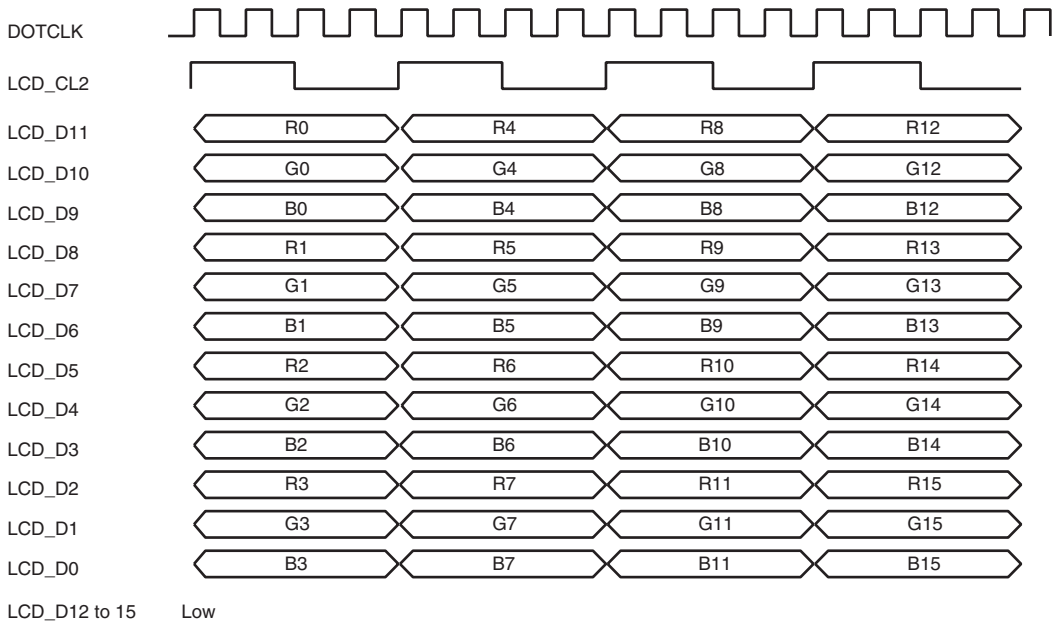 DOTCLK
LCD_CL2
LCD_D11 R0 R4 R8 R12
LCD_D10 G0 G4 G8 G12
LCD_D9 B0 B4 B8 B12
LCD_D8 R1 R5 R9 R13
LCD_D7 G1 G5 G9 G13
LCD_D6 B1 B5 B9 B13
LCD_D5 R2 R6 R10 R14
LCD_D4 G2 G6 G10 G14
LCD_D3 B2 B6 B10 B14
LCD_D2 R3 R7 R11 R15
LCD_D1 G3 G7 G11 G15
LCD_D0 B3 B7 B11 B15
LCD_D12 to 15 Low